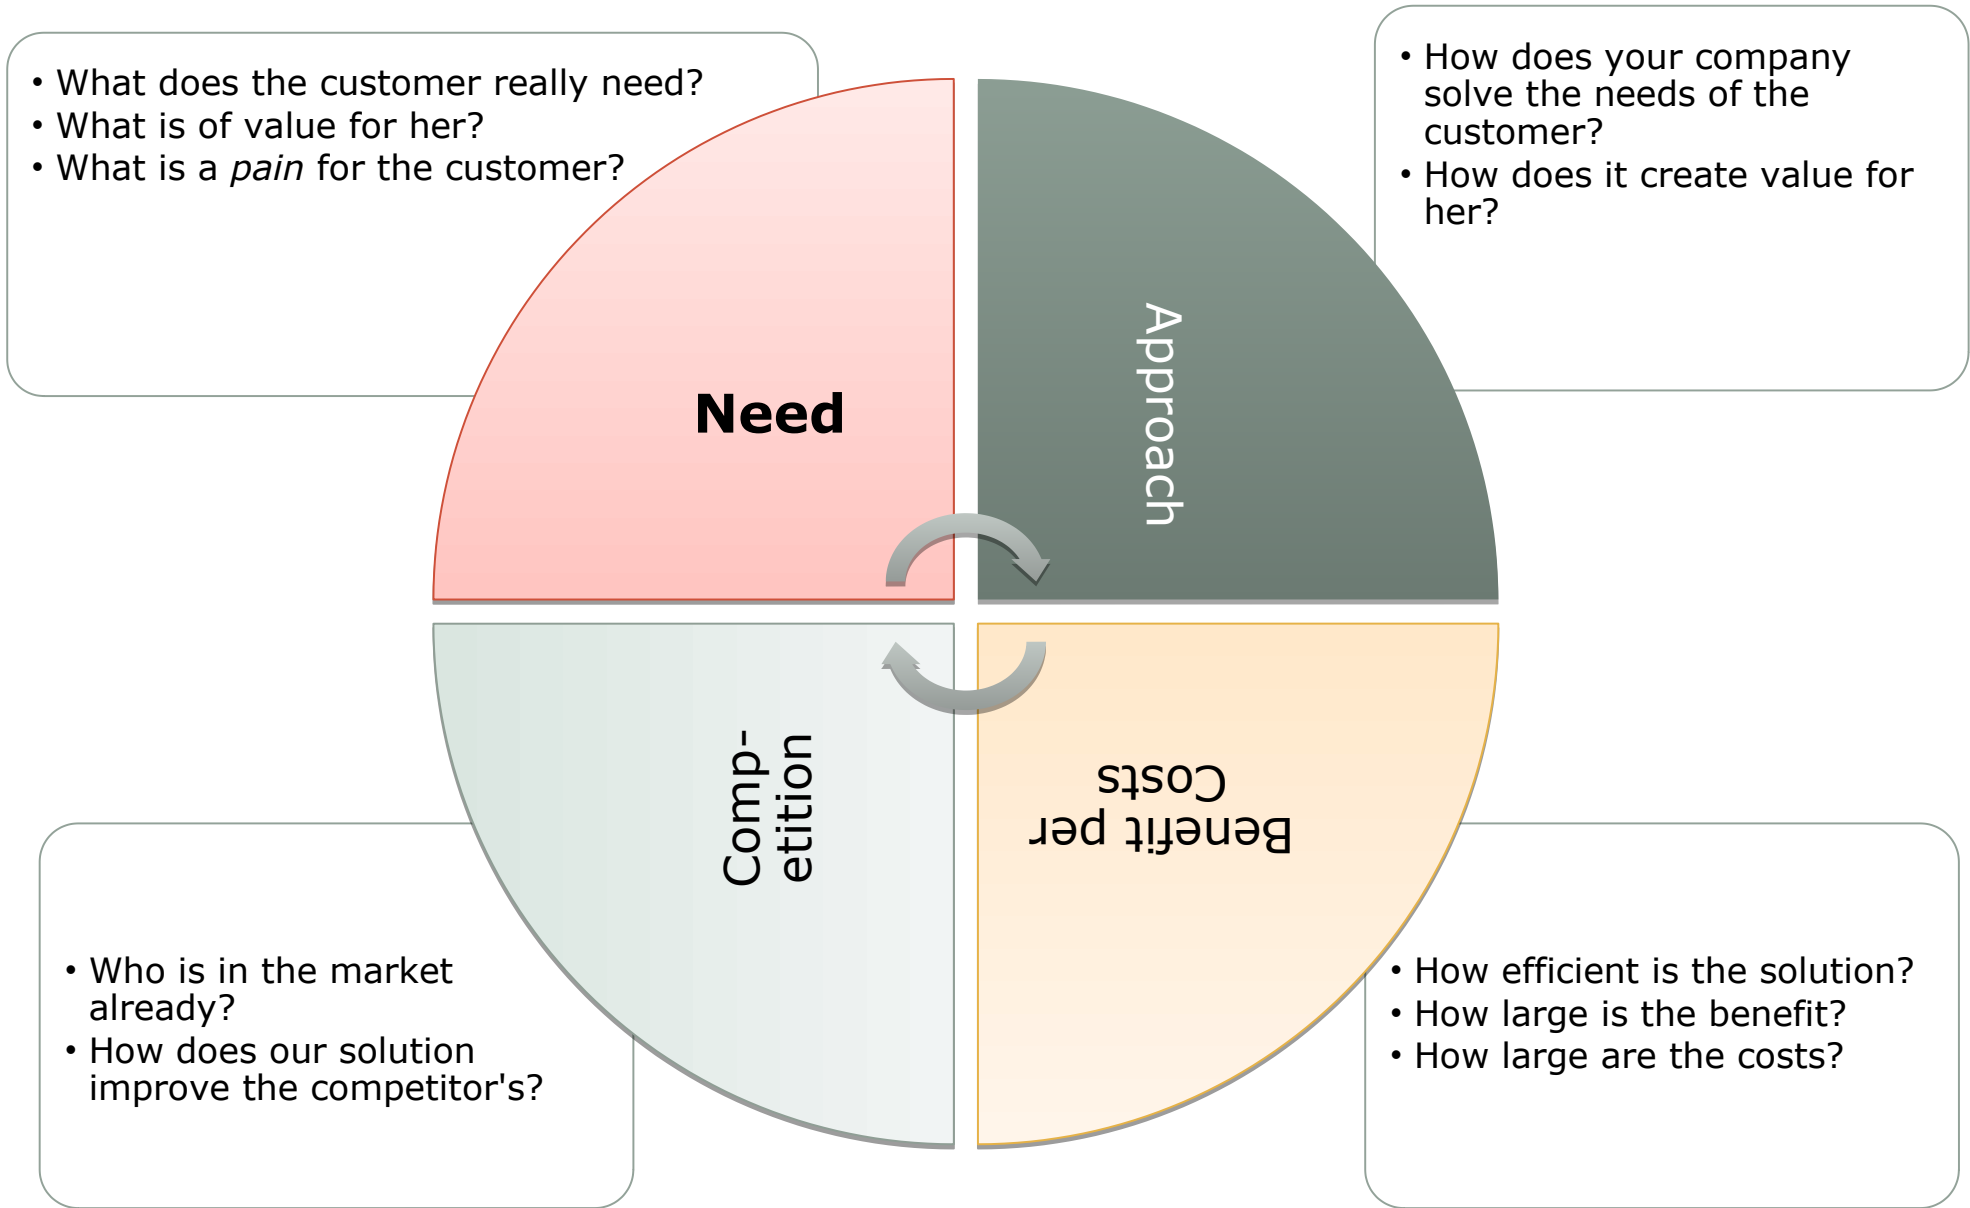 • What does the customer really need?
• What is of value for her?
• What is a pain for the customer?
• How does your company
solve the needs of the
customer?
• How does it create value for
her?
Need
Approach
Comp-
etition
Benefit per
Costs
• Who is in the market
already?
• How does our solution
improve the competitor's?
• How efficient is the solution?
• How large is the benefit?
• How large are the costs?